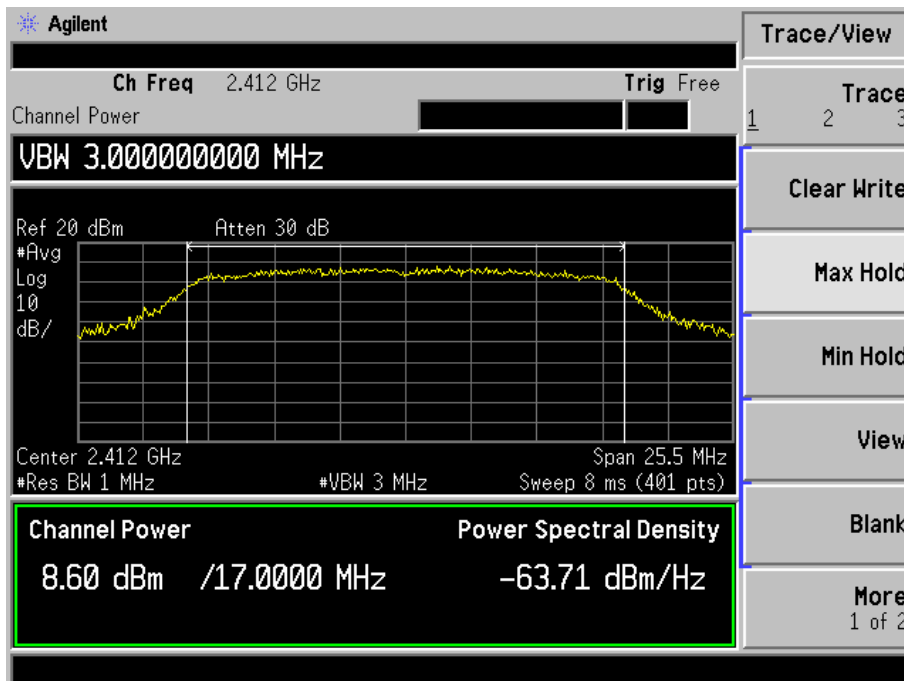 Agilent
Trace/View
Ch Freq 2.412 GHz Trig Free
Channel Power
Trace
1 2 3
VBW 3.000000000 MHz
Clear Write
Ref 20 dBm Atten 30 dB
#Avg
Log
10
dB/
Max Hold
Min Hold
View
Center 2.412 GHz Span 25.5 MHz
#Res BW 1 MHz #VBW 3 MHz Sweep 8 ms (401 pts)
Channel Power Power Spectral Density
8.60 dBm /17.0000 MHz -63.71 dBm/Hz
Blank
More
1 of 2